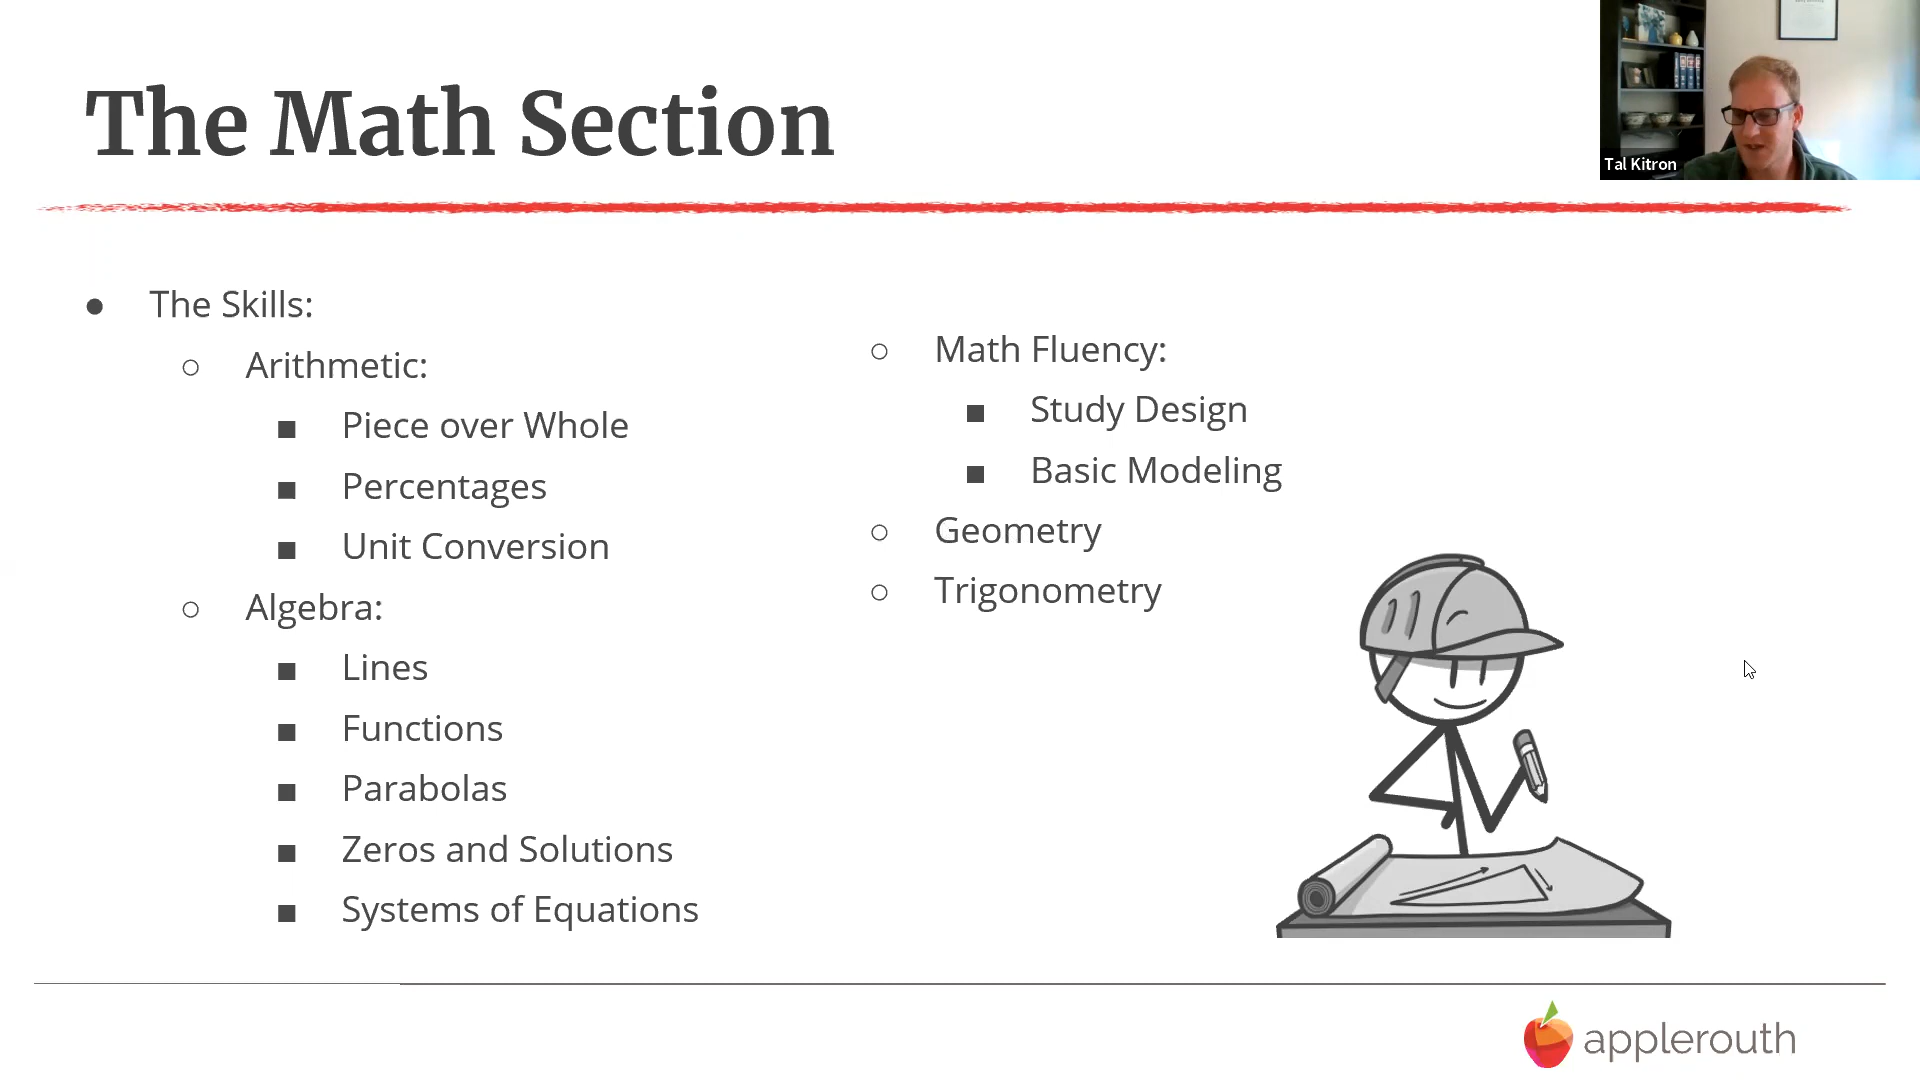 The Math Section
Tal Kitron
● The Skills:
○ Arithmetic:
■ Piece over Whole
■ Percentages
■ Unit Conversion
○ Algebra:
■ Lines
■ Functions
■ Parabolas
■ Zeros and Solutions
■ Systems of Equations
○ Math Fluency:
■ Study Design
■ Basic Modeling
○ Geometry
○ Trigonometry
applerouth